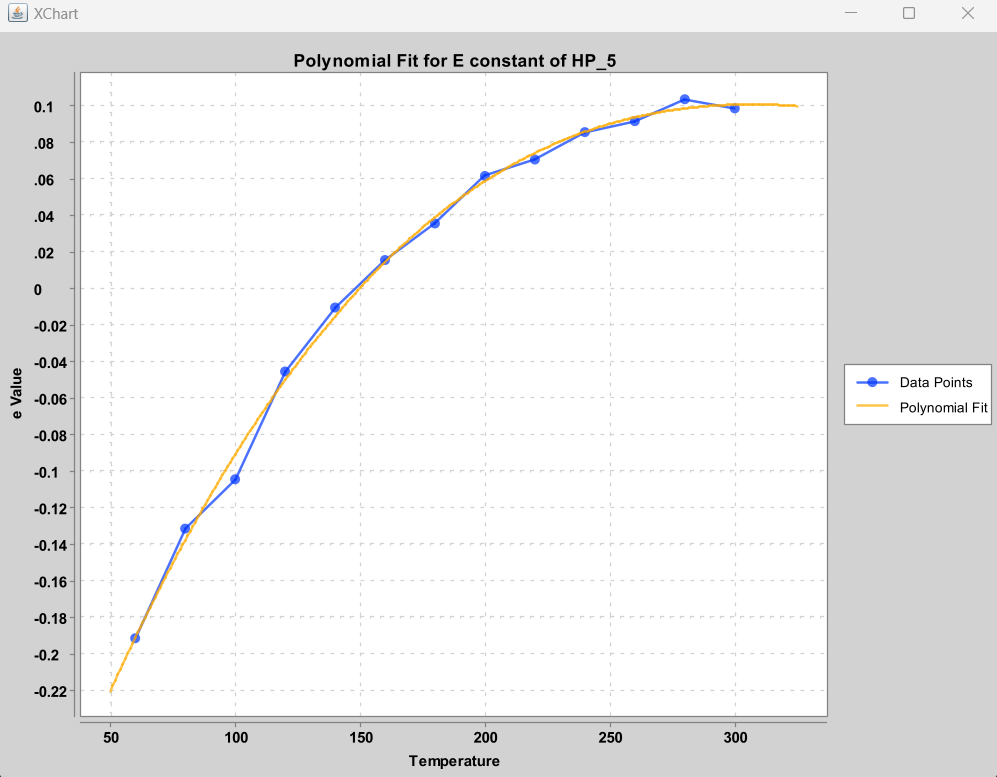 XChart
Polynomial Fit for E constant of HP_5
0.1
.08
.06
.04
.02
0
-0.02
-0.04
-0.06
-0.08
-0.1
-0.12
-0.14
-0.16
-0.18
-0.2
-0.22
e Value
50 100 150 200 250 300
Temperature
Data Points
Polynomial Fit